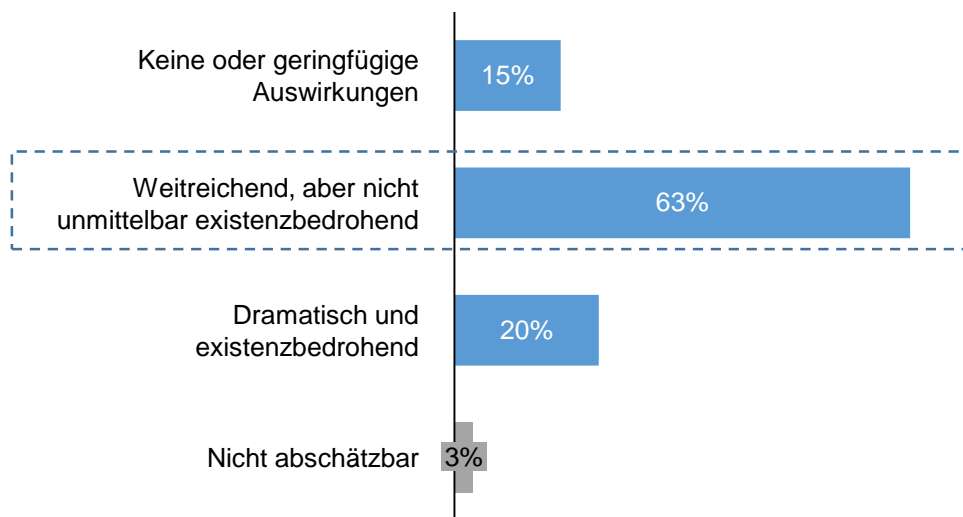 Keine oder geringfügige
Auswirkungen
15%
Weitreichend, aber nicht
unmittelbar existenzbedrohend
63%
Dramatisch und
existenzbedrohend
20%
Nicht abschätzbar
3%